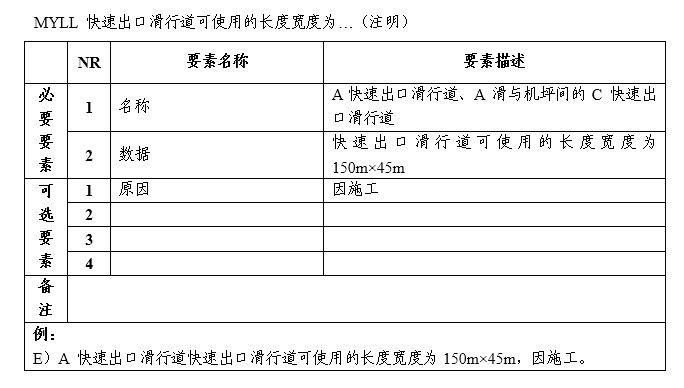 MYLL 快速出口滑行道可使用的长度宽度为…（注明）
NR 要素名称 要素描述
必要要素
1 名称 A快速出口滑行道、A 滑与机坪间的 C 快速出
口滑行道
2 数据 快速出口滑行道可使用的长度宽度为
150m×45m
可选要素
1 原因 因施工
2
3
4
备注
例：
E）A 快速出口滑行道快速出口滑行道可使用的长度宽度为 150m×45m，因施工。